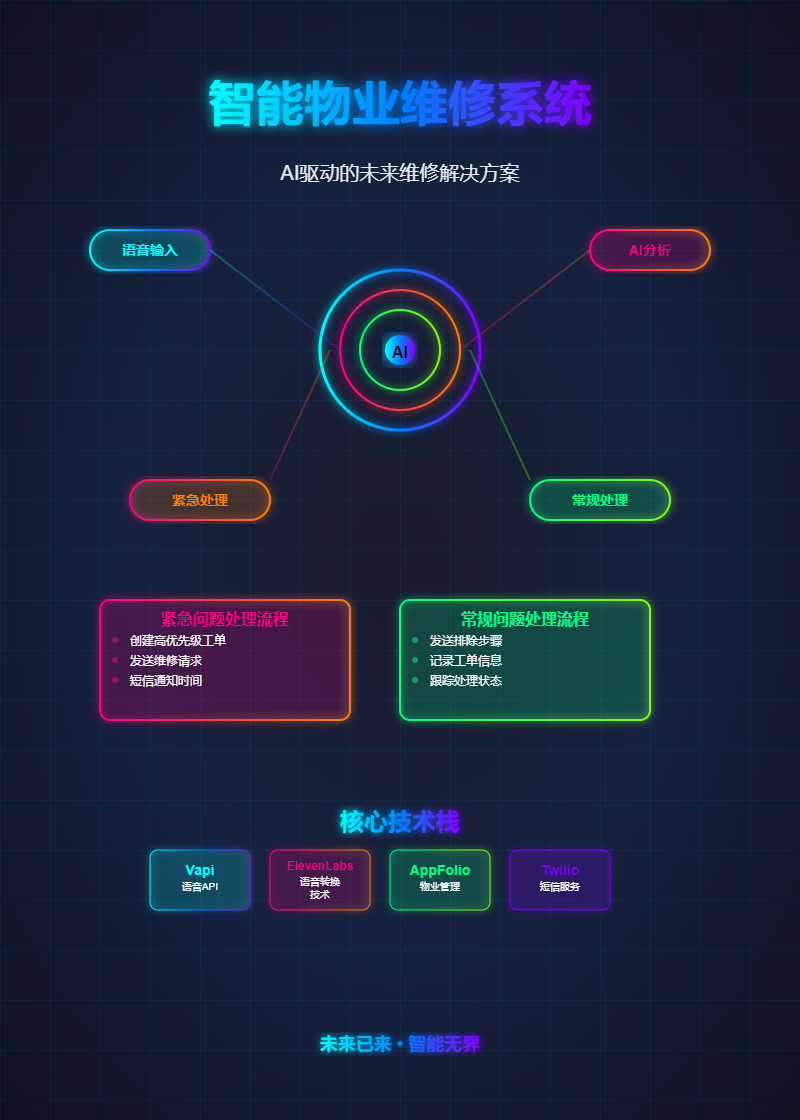 智能物业维修系统
AI驱动的未来维修解决方案
语音输入
AI分析
AI
紧急处理
常规处理
紧急问题处理流程
创建高优先级工单
发送维修请求
短信通知时间
常规问题处理流程
发送排除步骤
记录工单信息
跟踪处理状态
核心技术栈
Vapi
语音API
ElevenLabs
语音转换
技术
AppFolio
物业管理
Twilio
短信服务
未来已来·智能无界